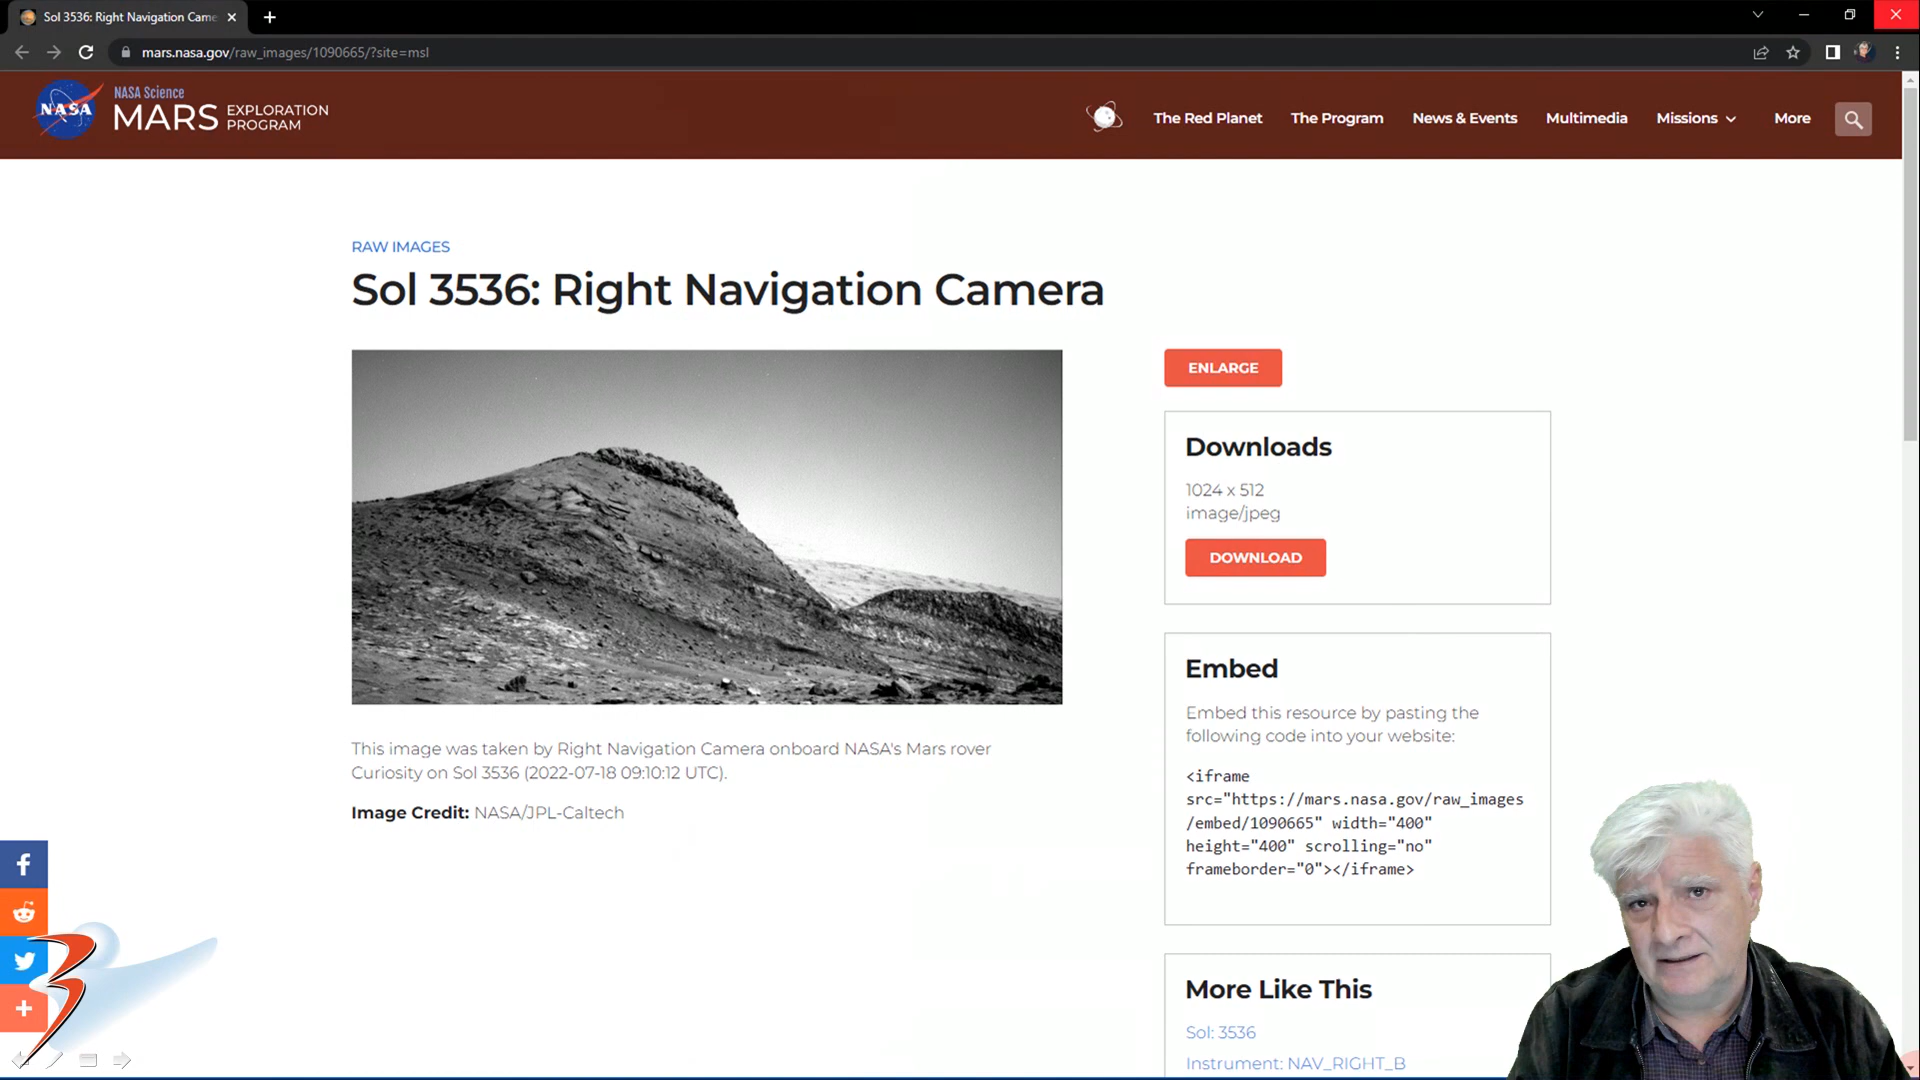 Sol 3536: Right Navigation Came
mars.nasa.gov/raw_images/1090665/?site=msl
NASA
NASA Science
MARS EXPLORATION PROGRAM
The Red Planet
The Program
News & Events
Multimedia
Missions
More
RAW IMAGES
Sol 3536: Right Navigation Camera
ENLARGE
Downloads
1024 x 512
image/jpeg
DOWNLOAD
Embed
Embed this resource by pasting the
following code into your website:
<iframe
src="https://mars.nasa.gov/raw_images
/embed/1090665" width="400"
height="400" scrolling="no"
frameborder="0"></iframe>
This image was taken by Right Navigation Camera onboard NASA's Mars rover
Curiosity on Sol 3536 (2022-07-18 09:10:12 UTC).
Image Credit: NASA/JPL-Caltech
More Like This
Sol: 3536
Instrument: NAV_RIGHT_B